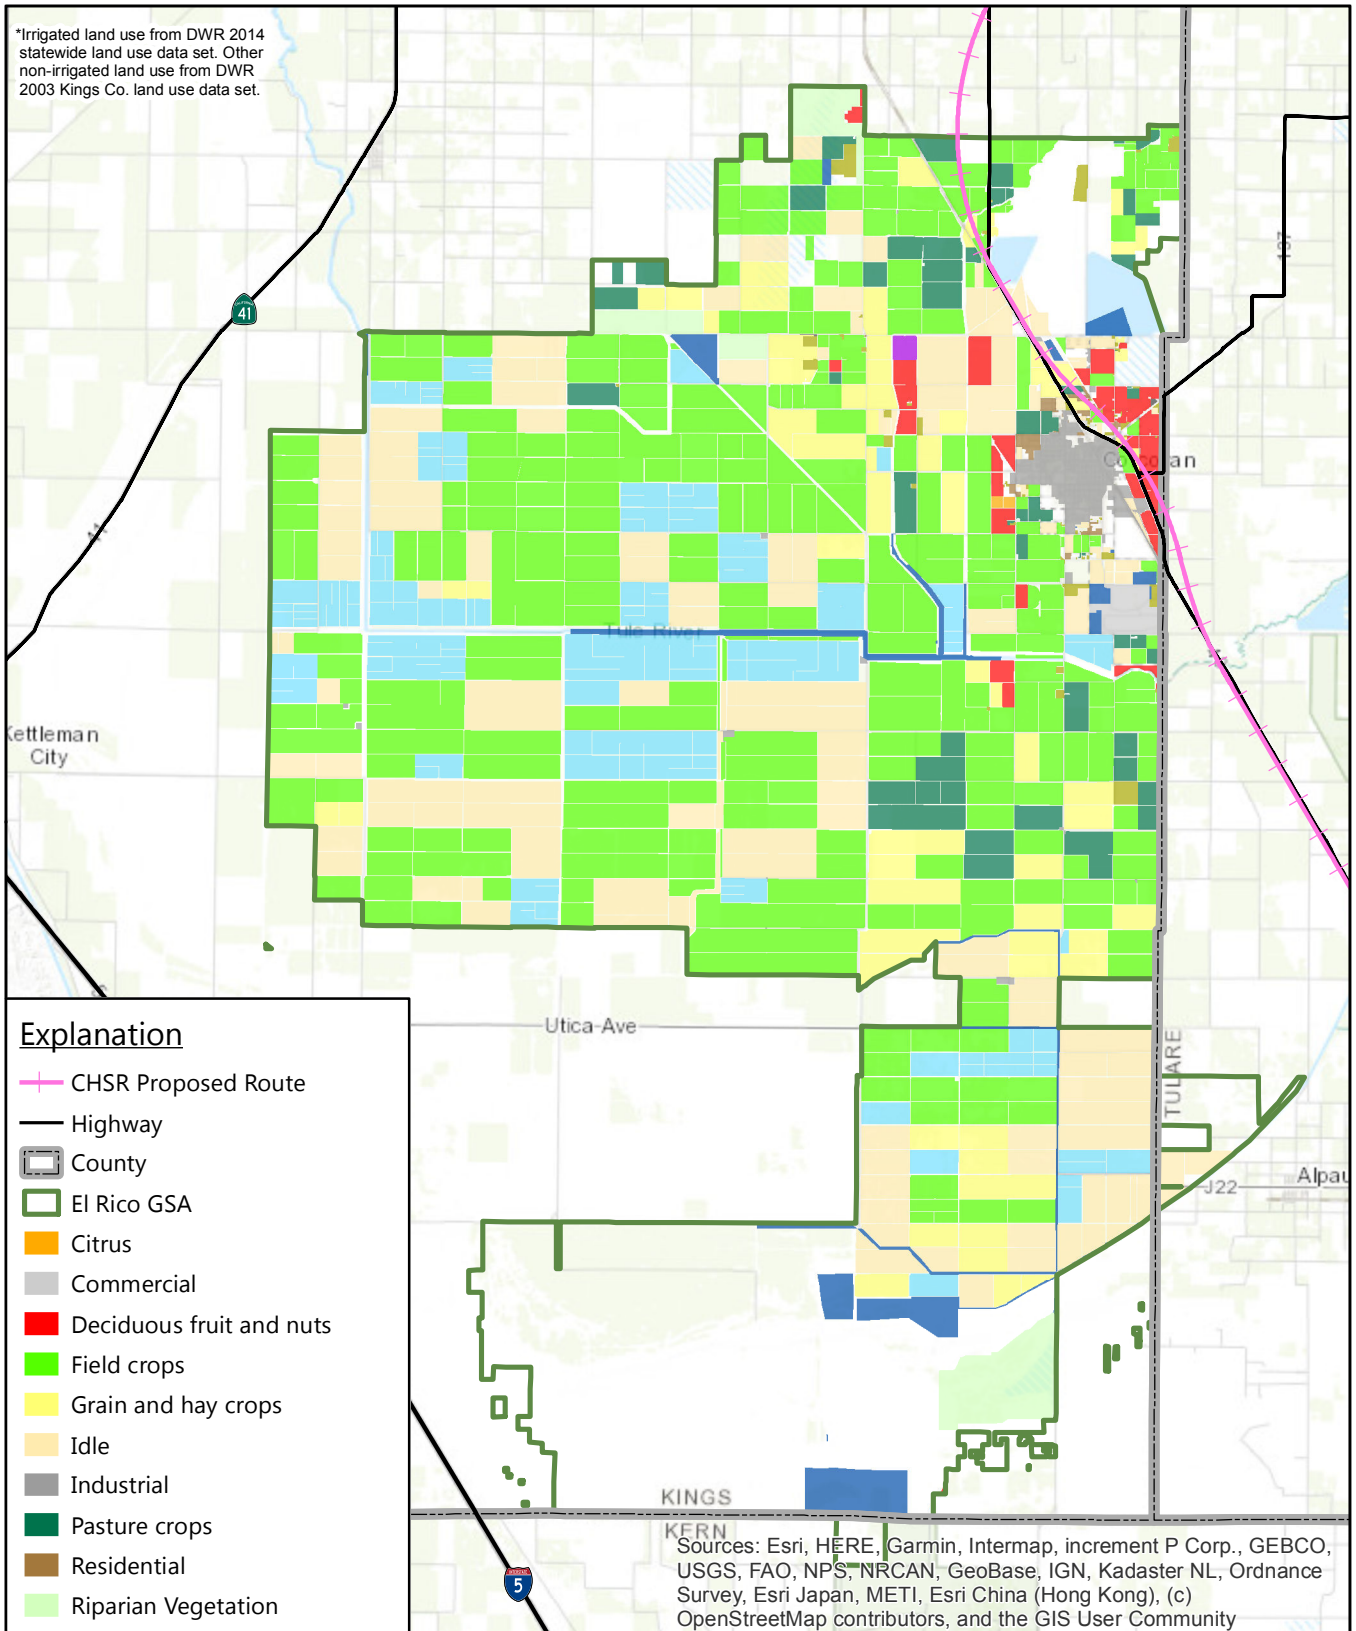 *Irrigated land use from DWR 2014
statewide land use data set. Other
non-irrigated land use from DWR
2003 Kings Co. land use data set.
CALIFORNIA
41
137
Corcoran
41
Tule River
Kettleman
City
Utica Ave
TULARE
J22
Alpau
Explanation
CHSR Proposed Route
Highway
County
El Rico GSA
Citrus
Commercial
Deciduous fruit and nuts
Field crops
Grain and hay crops
Idle
Industrial
Pasture crops
Residential
Riparian Vegetation
KINGS
KERN
5
Sources: Esri, HERE, Garmin, Intermap, increment P Corp., GEBCO,
USGS, FAO, NPS, NRCAN, GeoBase, IGN, Kadaster NL, Ordnance
Survey, Esri Japan, METI, Esri China (Hong Kong), (c)
OpenStreetMap contributors, and the GIS User Community